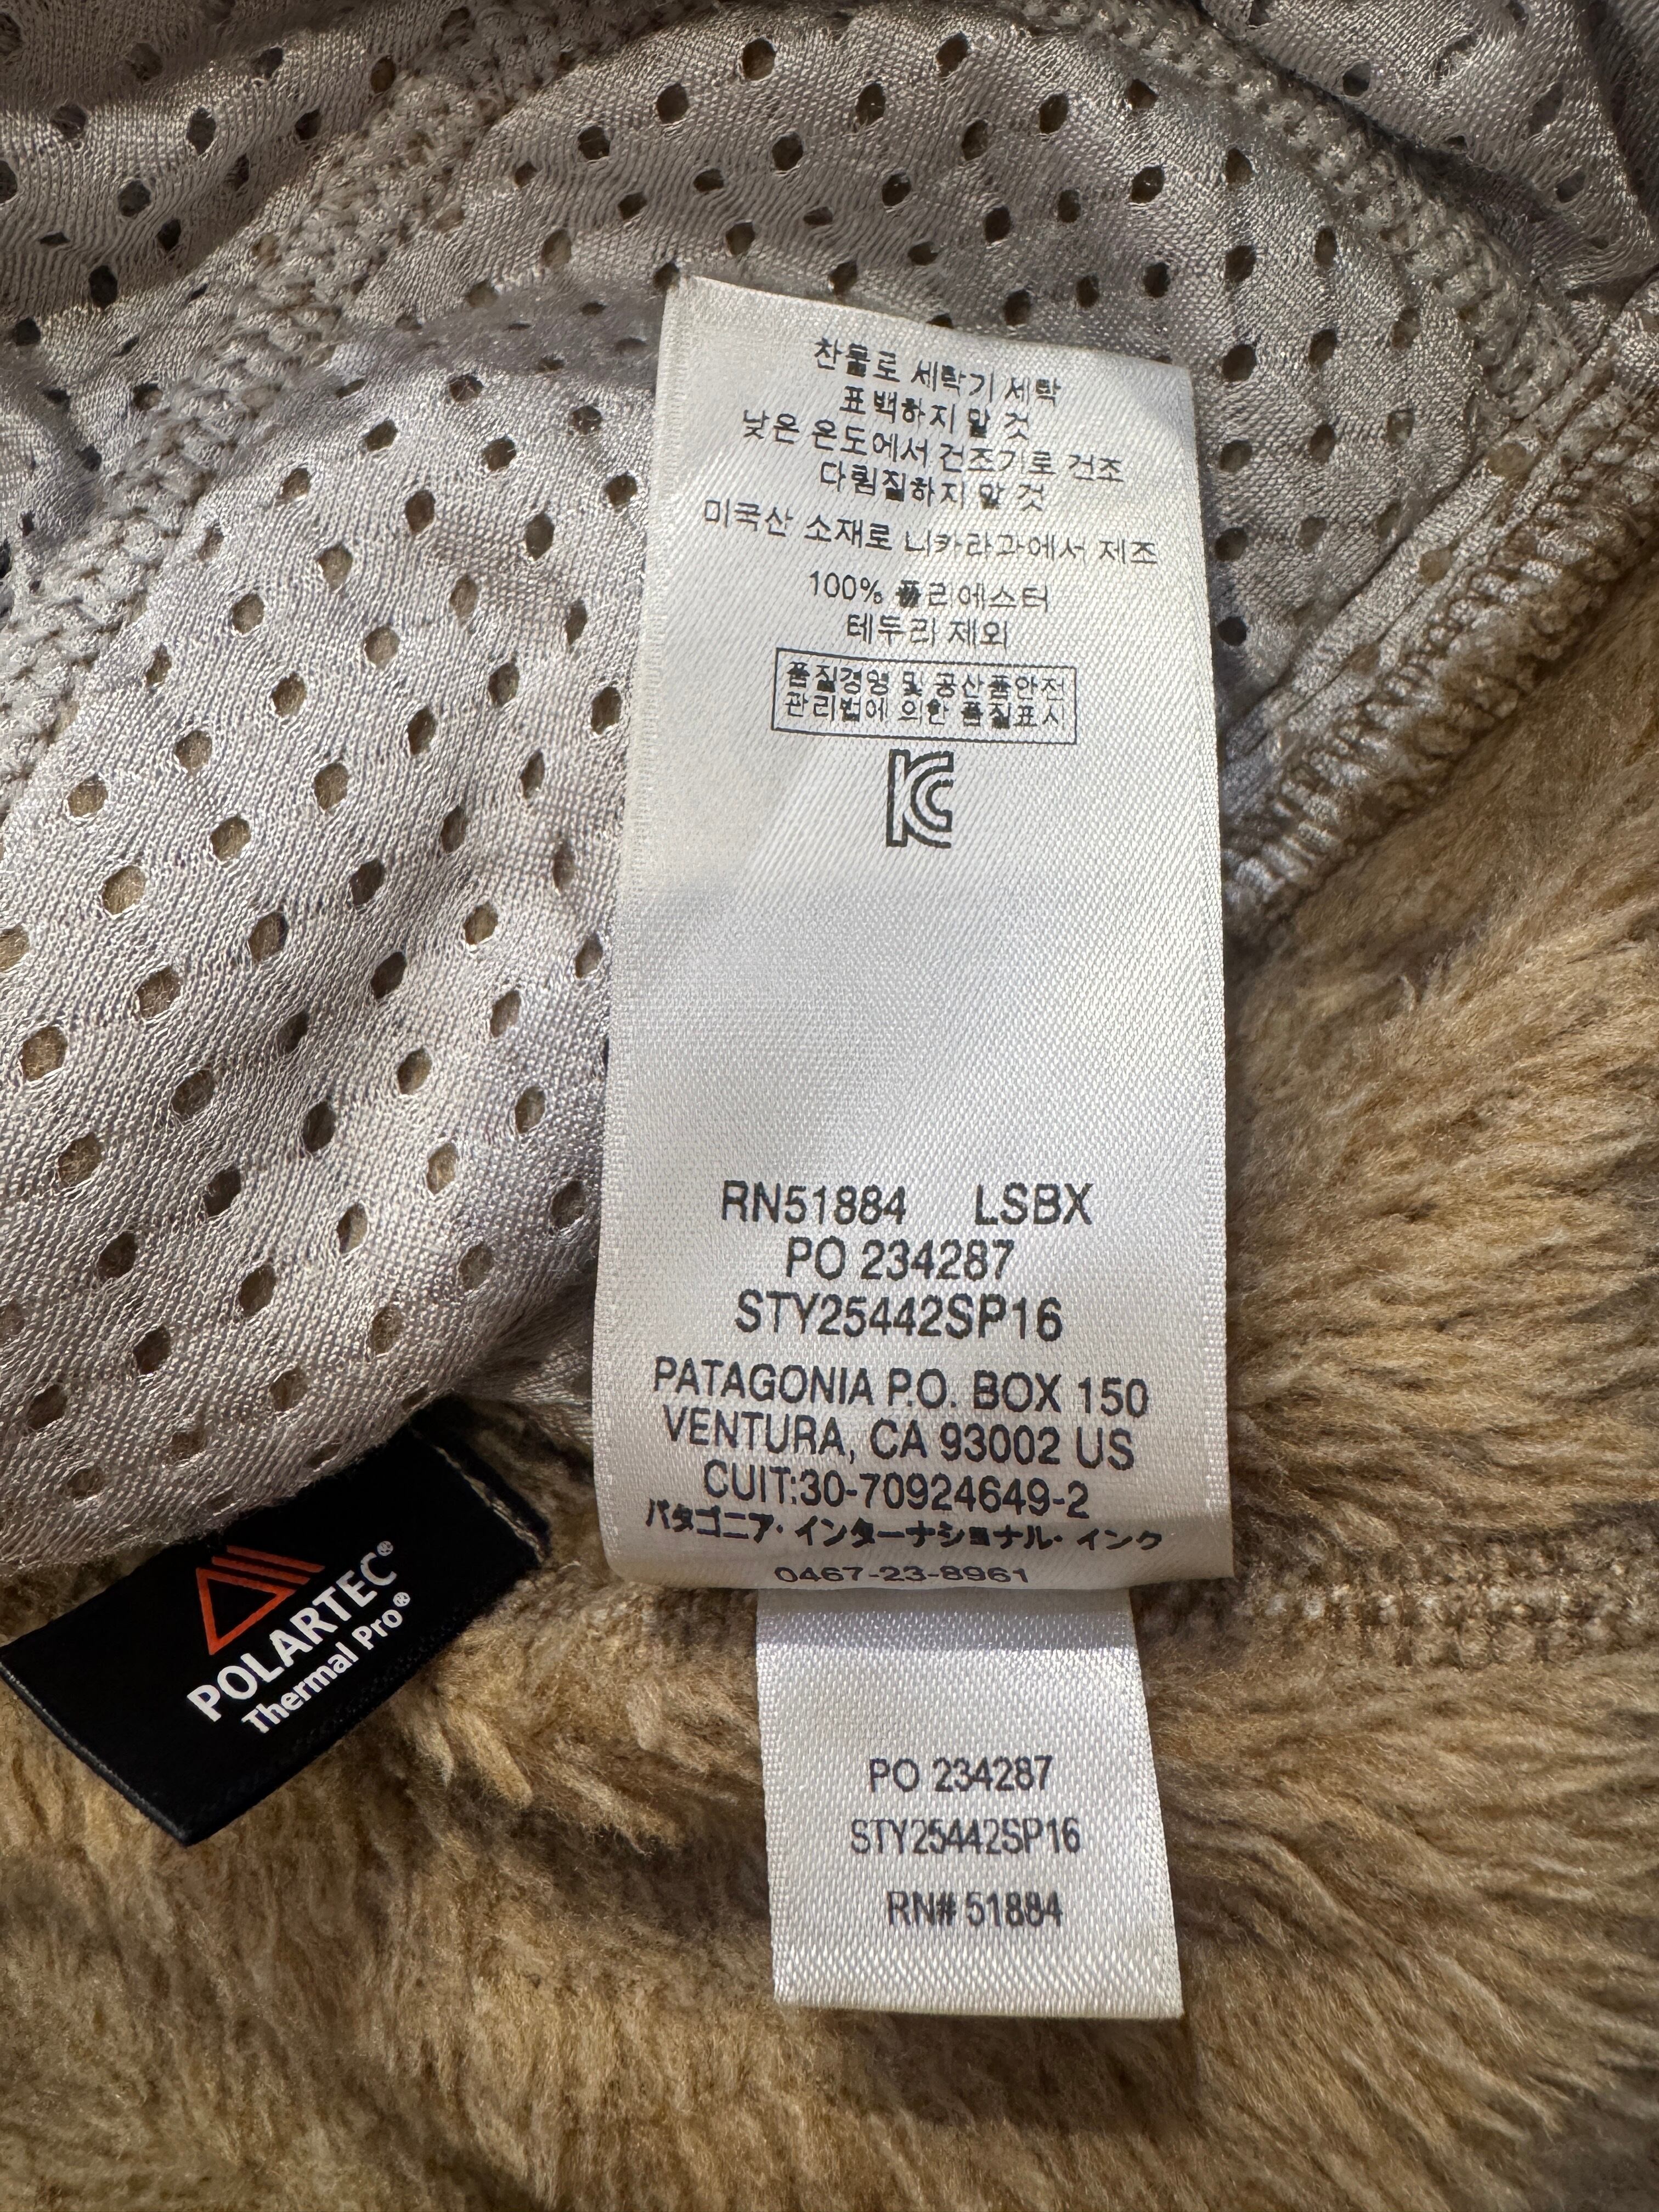 찬물로 세탁기 세탁
표백하지 말 것
낮은 온도에서 건조기로 건조
다림질하지 말 것
미국산 소재로 니카라과에서 제조
100% 폴리에스터
테두리 제외
품질경영 및 공산품안전
관리법에 의한 품질표시
KC
RN51884 LSBX
PO 234287
STY25442SP16
PATAGONIA P.O. BOX 150
VENTURA, CA 93002 US
CUIT:30-70924649-2
パタゴニア・インターナショナル・インク
0467-23-8961
POLARTEC®
Thermal Pro®
PO 234287
STY25442SP16
RN# 51884